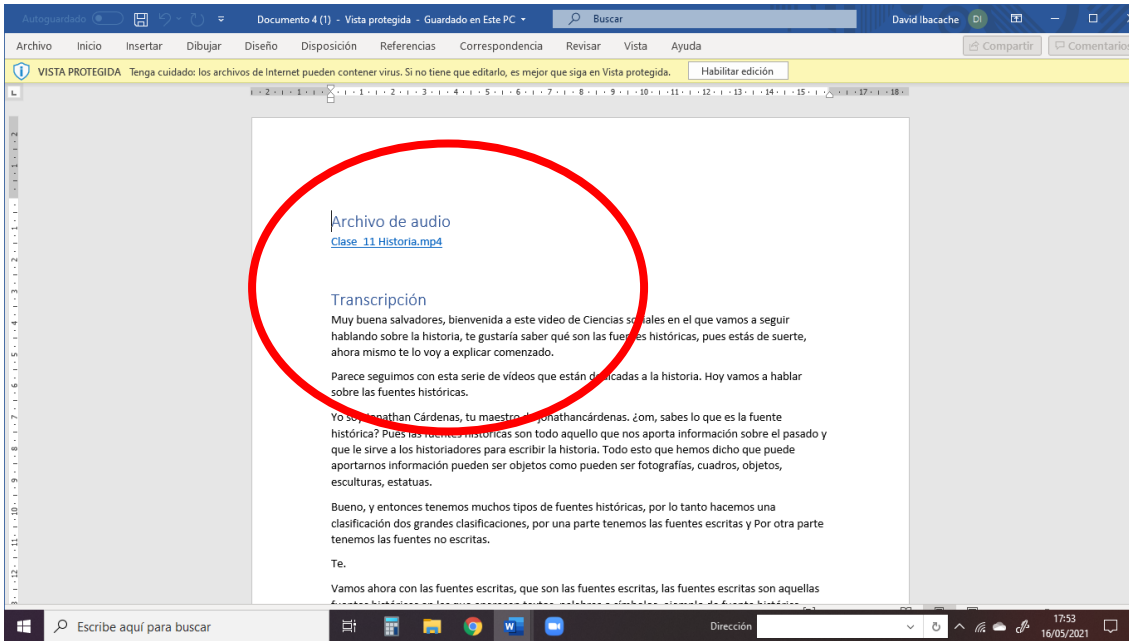 Autoguardado
Documento 4 (1) - Vista protegida - Guardado en Este PC
Buscar
David Ibacache DI
Archivo Inicio Insertar Dibujar Diseño Disposición Referencias Correspondencia Revisar Vista Ayuda Compartir Comentarios
VISTA PROTEGIDA Tenga cuidado: los archivos de Internet pueden contener virus. Si no tiene que editarlo, es mejor que siga en Vista protegida. Habilitar edición
Archivo de audio
Clase_11 Historia.mp4
Transcripción
Muy buena salvadores, bienvenida a este video de Ciencias sociales en el que vamos a seguir
hablando sobre la historia, te gustaría saber qué son las fuentes históricas, pues estás de suerte,
ahora mismo te lo voy a explicar comenzado.
Parece seguimos con esta serie de vídeos que están dedicadas a la historia. Hoy vamos a hablar
sobre las fuentes históricas.
Yo soy Jonathan Cárdenas, tu maestro de jonathancárdenas. ¿om, sabes lo que es la fuente
histórica? Pues las fuentes históricas son todo aquello que nos aporta información sobre el pasado y
que le sirve a los historiadores para escribir la historia. Todo esto que hemos dicho que puede
aportarnos información pueden ser objetos como pueden ser fotografías, cuadros, objetos,
esculturas, estatuas.
Bueno, y entonces tenemos muchos tipos de fuentes históricas, por lo tanto hacemos una
clasificación dos grandes clasificaciones, por una parte tenemos las fuentes escritas y Por otra parte
tenemos las fuentes no escritas.
Te.
Vamos ahora con las fuentes escritas, que son las fuentes escritas, las fuentes escritas son aquellas
Escribe aquí para buscar
Dirección
17:53
16/05/2021